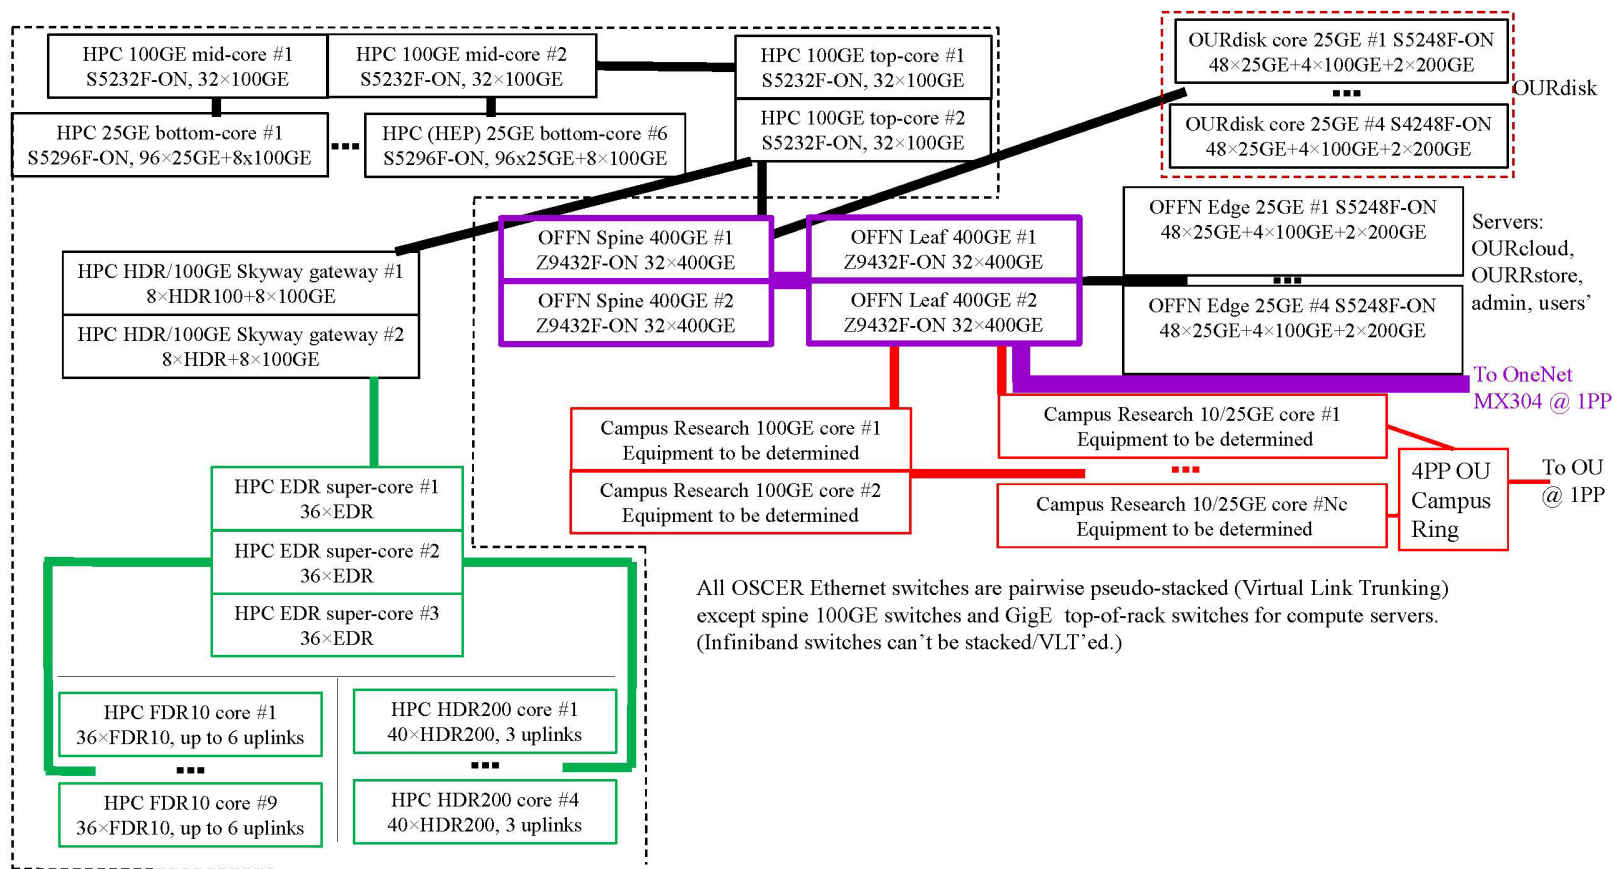 HPC 100GE mid-core #1
S5232F-ON, 32×100GE
HPC 100GE mid-core #2
S5232F-ON, 32×100GE
HPC 100GE top-core #1
S5232F-ON, 32×100GE
HPC 100GE top-core #2
S5232F-ON, 32×100GE
OURdisk core 25GE #1 S5248F-ON
48×25GE+4×100GE+2×200GE
OURdisk core 25GE #4 S4248F-ON
48×25GE+4×100GE+2×200GE
OURdisk
HPC 25GE bottom-core #1
S5296F-ON, 96×25GE+8x100GE
HPC (HEP) 25GE bottom-core #6
S5296F-ON, 96x25GE+8×100GE
OFFN Spine 400GE #1
Z9432F-ON 32×400GE
OFFN Spine 400GE #2
Z9432F-ON 32×400GE
OFFN Leaf 400GE #1
Z9432F-ON 32×400GE
OFFN Leaf 400GE #2
Z9432F-ON 32×400GE
OFFN Edge 25GE #1 S5248F-ON
48×25GE+4×100GE+2×200GE
OFFN Edge 25GE #4 S5248F-ON
48×25GE+4×100GE+2×200GE
Servers:
OURcloud,
OURRstore,
admin, users’
HPC HDR/100GE Skyway gateway #1
8×HDR100+8×100GE
HPC HDR/100GE Skyway gateway #2
8×HDR+8×100GE
To OneNet
MX304 @ 1PP
Campus Research 100GE core #1
Equipment to be determined
Campus Research 100GE core #2
Equipment to be determined
Campus Research 10/25GE core #1
Equipment to be determined
Campus Research 10/25GE core #Nc
Equipment to be determined
4PP OU
Campus
Ring
To OU
@ 1PP
HPC EDR super-core #1
36×EDR
HPC EDR super-core #2
36×EDR
HPC EDR super-core #3
36×EDR
All OSCER Ethernet switches are pairwise pseudo-stacked (Virtual Link Trunking)
except spine 100GE switches and GigE top-of-rack switches for compute servers.
(Infiniband switches can’t be stacked/VLT’ed.)
HPC FDR10 core #1
36×FDR10, up to 6 uplinks
HPC HDR200 core #1
40×HDR200, 3 uplinks
HPC FDR10 core #9
36×FDR10, up to 6 uplinks
HPC HDR200 core #4
40×HDR200, 3 uplinks